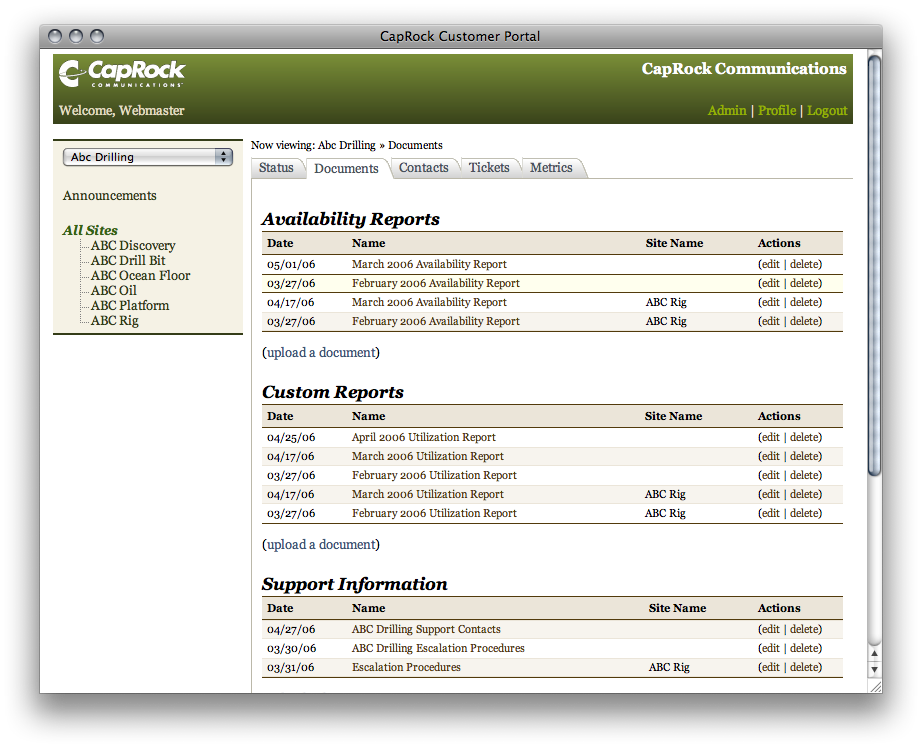 CapRock Customer Portal
CapRock
COMMUNICATIONS
CapRock Communications
Welcome, Webmaster
Admin | Profile | Logout
Abc Drilling
Announcements
All Sites
ABC Discovery
ABC Drill Bit
ABC Ocean Floor
ABC Oil
ABC Platform
ABC Rig
Now viewing: Abc Drilling » Documents
Status Documents Contacts Tickets Metrics
Availability Reports
Date Name Site Name Actions
05/01/06 March 2006 Availability Report (edit | delete)
03/27/06 February 2006 Availability Report (edit | delete)
04/17/06 March 2006 Availability Report ABC Rig (edit | delete)
03/27/06 February 2006 Availability Report ABC Rig (edit | delete)
(upload a document)
Custom Reports
Date Name Site Name Actions
04/25/06 April 2006 Utilization Report (edit | delete)
04/17/06 March 2006 Utilization Report (edit | delete)
03/27/06 February 2006 Utilization Report (edit | delete)
04/17/06 March 2006 Utilization Report ABC Rig (edit | delete)
03/27/06 February 2006 Utilization Report ABC Rig (edit | delete)
(upload a document)
Support Information
Date Name Site Name Actions
04/27/06 ABC Drilling Support Contacts (edit | delete)
03/30/06 ABC Drilling Escalation Procedures (edit | delete)
03/31/06 Escalation Procedures ABC Rig (edit | delete)